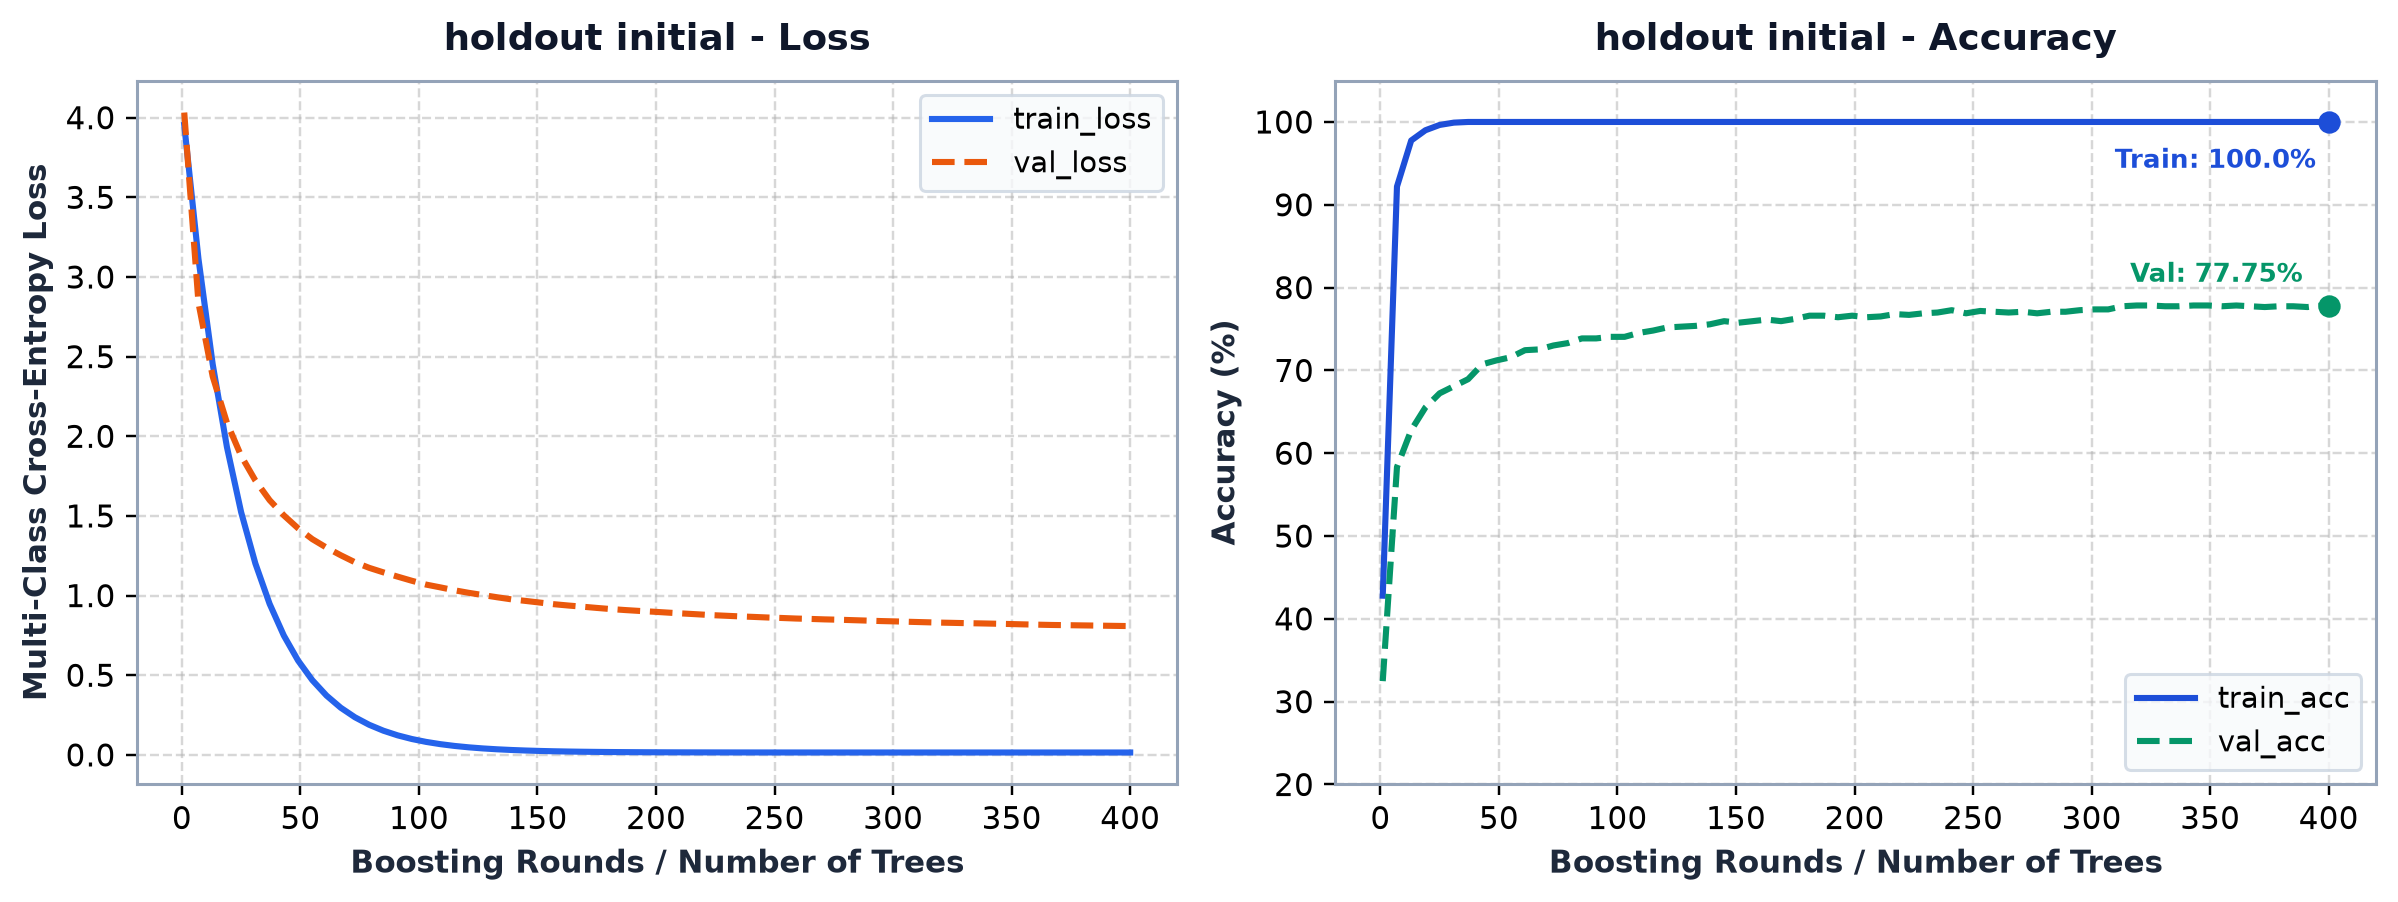 holdout initial - Loss
Multi-Class Cross-Entropy Loss
4.0
3.5
3.0
2.5
2.0
1.5
1.0
0.5
0.0
train_loss
val_loss
0 50 100 150 200 250 300 350 400
Boosting Rounds / Number of Trees
holdout initial - Accuracy
Accuracy (%)
100
90
80
70
60
50
40
30
20
Train: 100.0%
Val: 77.75%
train_acc
val_acc
0 50 100 150 200 250 300 350 400
Boosting Rounds / Number of Trees